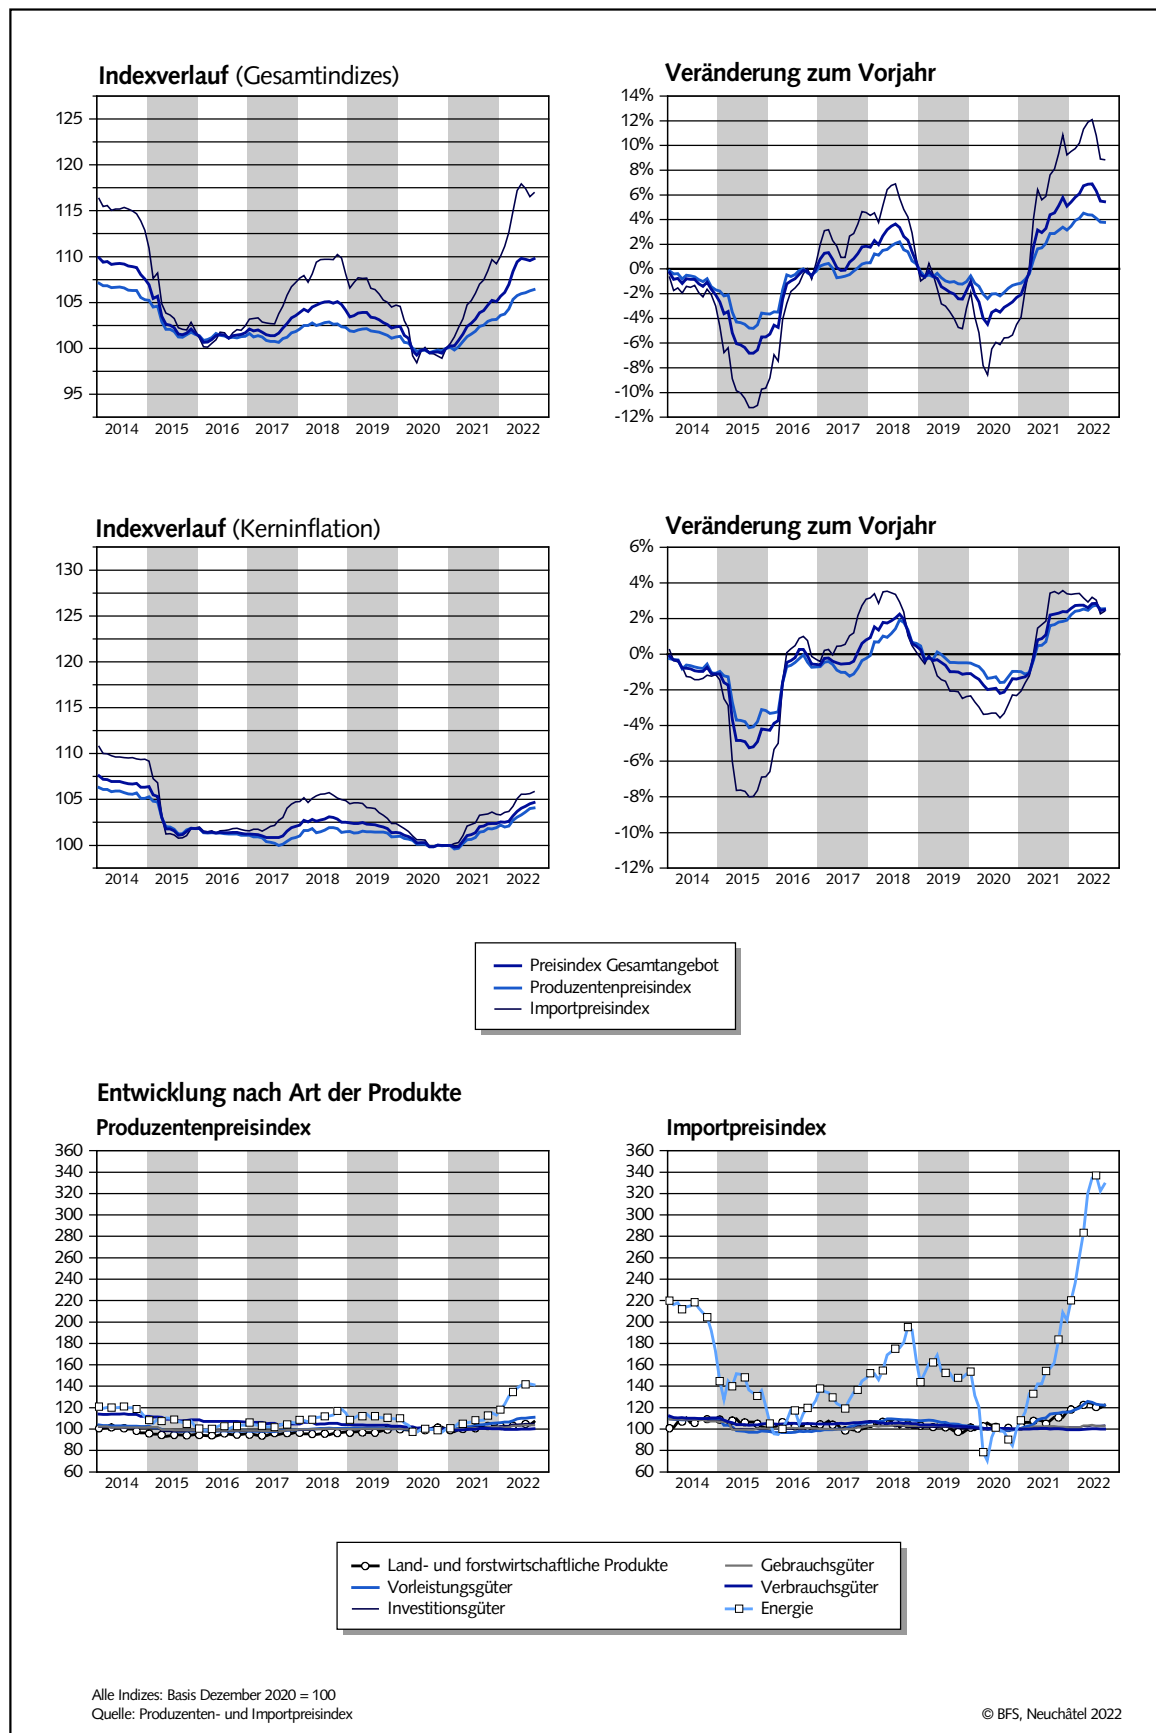 Indexverlauf (Gesamtindizes)
125
120
115
110
105
100
95
2014 2015 2016 2017 2018 2019 2020 2021 2022
Veränderung zum Vorjahr
14%
12%
10%
8%
6%
4%
2%
0%
-2%
-4%
-6%
-8%
-10%
-12%
2014 2015 2016 2017 2018 2019 2020 2021 2022
Indexverlauf (Kerninflation)
130
125
120
115
110
105
100
2014 2015 2016 2017 2018 2019 2020 2021 2022
Veränderung zum Vorjahr
6%
4%
2%
0%
-2%
-4%
-6%
-8%
-10%
-12%
2014 2015 2016 2017 2018 2019 2020 2021 2022
Preisindex Gesamtangebot
Produzentenpreisindex
Importpreisindex
Entwicklung nach Art der Produkte
Produzentenpreisindex
360
340
320
300
280
260
240
220
200
180
160
140
120
100
80
60
2014 2015 2016 2017 2018 2019 2020 2021 2022
Importpreisindex
360
340
320
300
280
260
240
220
200
180
160
140
120
100
80
60
2014 2015 2016 2017 2018 2019 2020 2021 2022
Land- und forstwirtschaftliche Produkte
Vorleistungsgüter
Investitionsgüter
Gebrauchsgüter
Verbrauchsgüter
Energie
Alle Indizes: Basis Dezember 2020 = 100
Quelle: Produzenten- und Importpreisindex
© BFS, Neuchâtel 2022